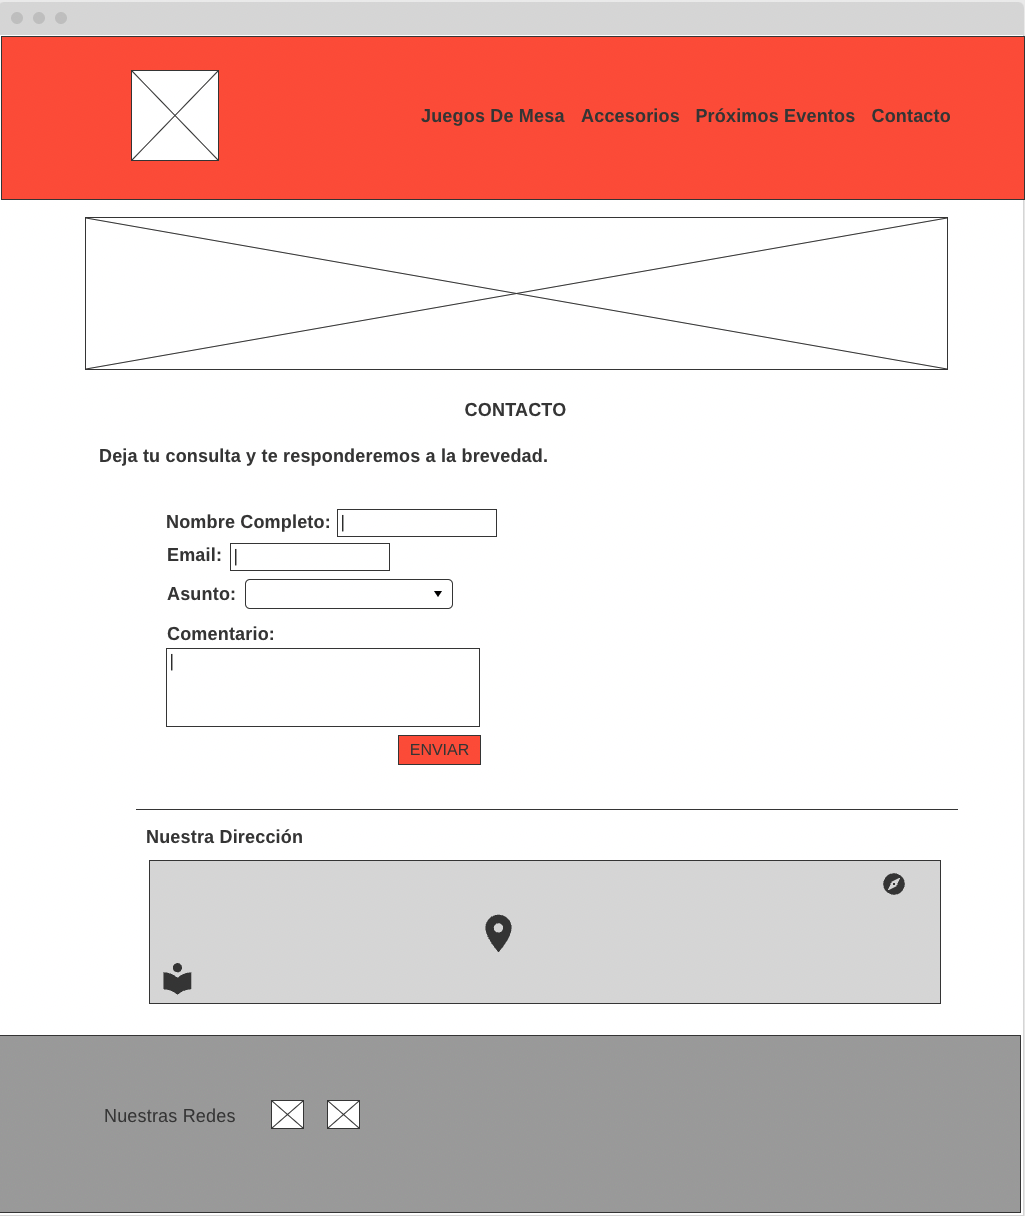 Juegos De Mesa Accesorios Próximos Eventos Contacto
CONTACTO
Deja tu consulta y te responderemos a la brevedad.
Nombre Completo:
Email:
Asunto:
Comentario:
ENVIAR
Nuestra Dirección
Nuestras Redes